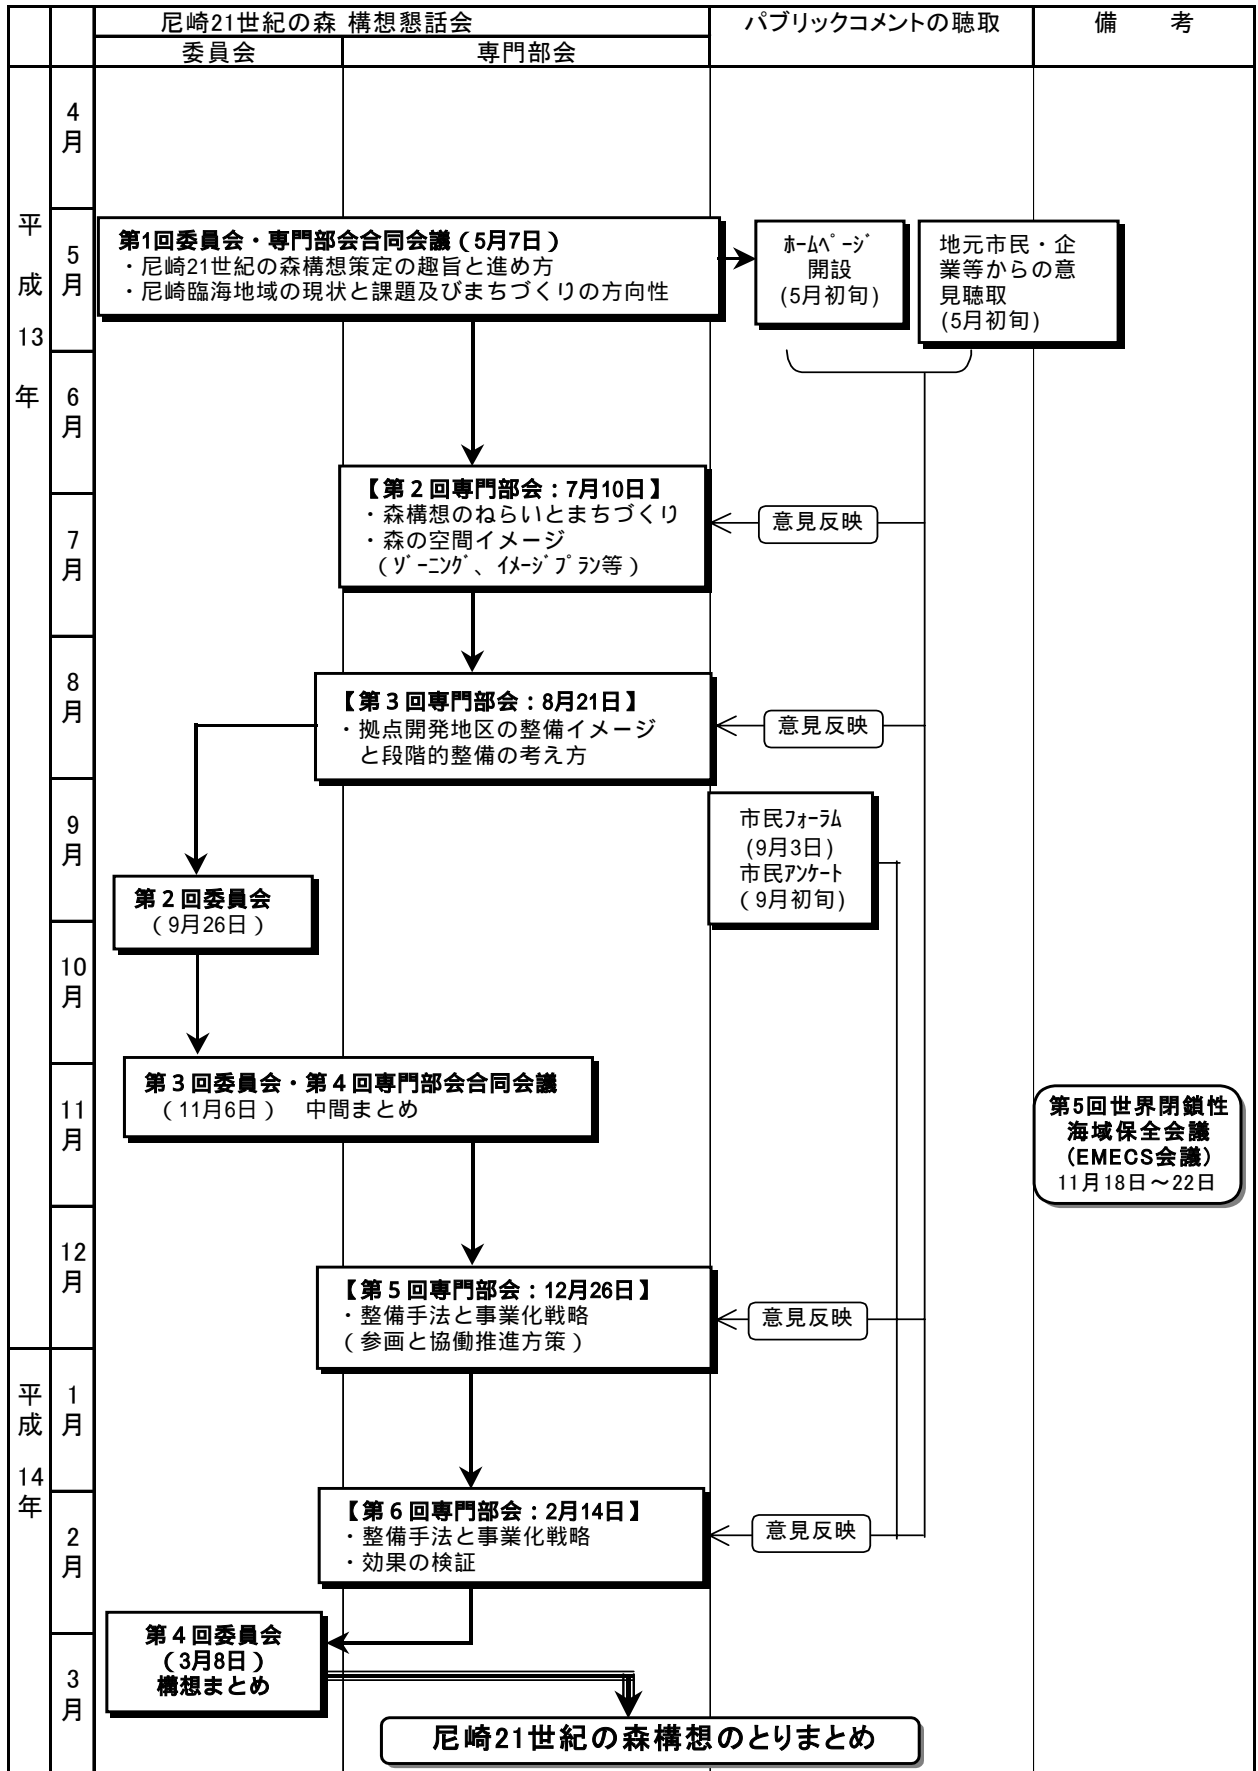 尼崎21世紀の森 構想懇話会
パブリックコメントの聴取
備 考
委員会
専門部会
平成13年
4月
5月
第1回委員会・専門部会合同会議（5月7日）
・尼崎21世紀の森構想策定の趣旨と進め方
・尼崎臨海地域の現状と課題及びまちづくりの方向性
ﾎｰﾑﾍﾟｰｼﾞ
開設
(5月初旬)
地元市民・企
業等からの意
見聴取
(5月初旬)
6月
7月
【第２回専門部会：7月10日】
・森構想のねらいとまちづくり
・森の空間イメージ
（ｿﾞｰﾆﾝｸﾞ、ｲﾒｰｼﾞﾌﾟﾗﾝ等）
意見反映
8月
【第３回専門部会：8月21日】
・拠点開発地区の整備イメージ
と段階的整備の考え方
意見反映
9月
市民ﾌｫｰﾗﾑ
(9月3日)
市民ｱﾝｹｰﾄ
（9月初旬)
第２回委員会
（9月26日）
10月
11月
第３回委員会・第４回専門部会合同会議
（11月6日） 中間まとめ
第5回世界閉鎖性
海域保全会議
（EMECS会議）
11月18日～22日
12月
【第５回専門部会：12月26日】
・整備手法と事業化戦略
（参画と協働推進方策）
意見反映
平成14年
1月
2月
【第６回専門部会：2月14日】
・整備手法と事業化戦略
・効果の検証
意見反映
3月
第４回委員会
（3月8日）
構想まとめ
尼崎21世紀の森構想のとりまとめ